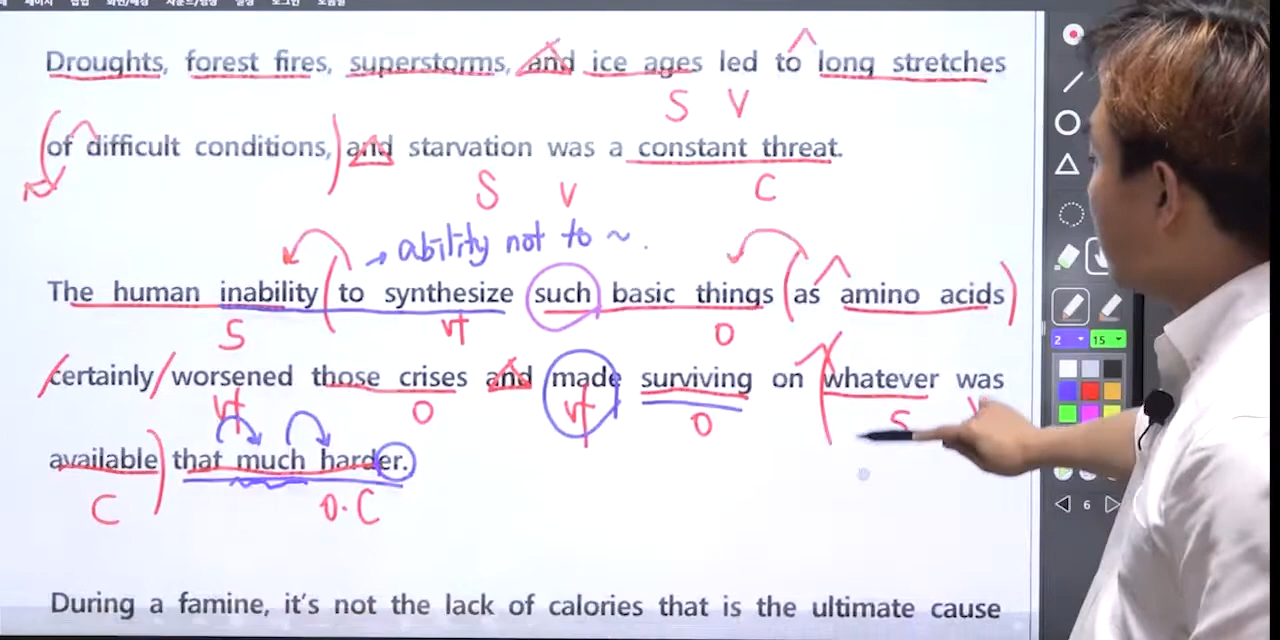 Droughts, forest fires, superstorms, and ice ages led to long stretches
S V
of difficult conditions, and starvation was a constant threat.
S V C
→ ability not to ~ .
The human inability to synthesize such basic things as amino acids
S vt O
certainly worsened those crises and made surviving on whatever was
vt O vt O S V
available that much harder.
C O.C
During a famine, it's not the lack of calories that is the ultimate cause
2 15
6